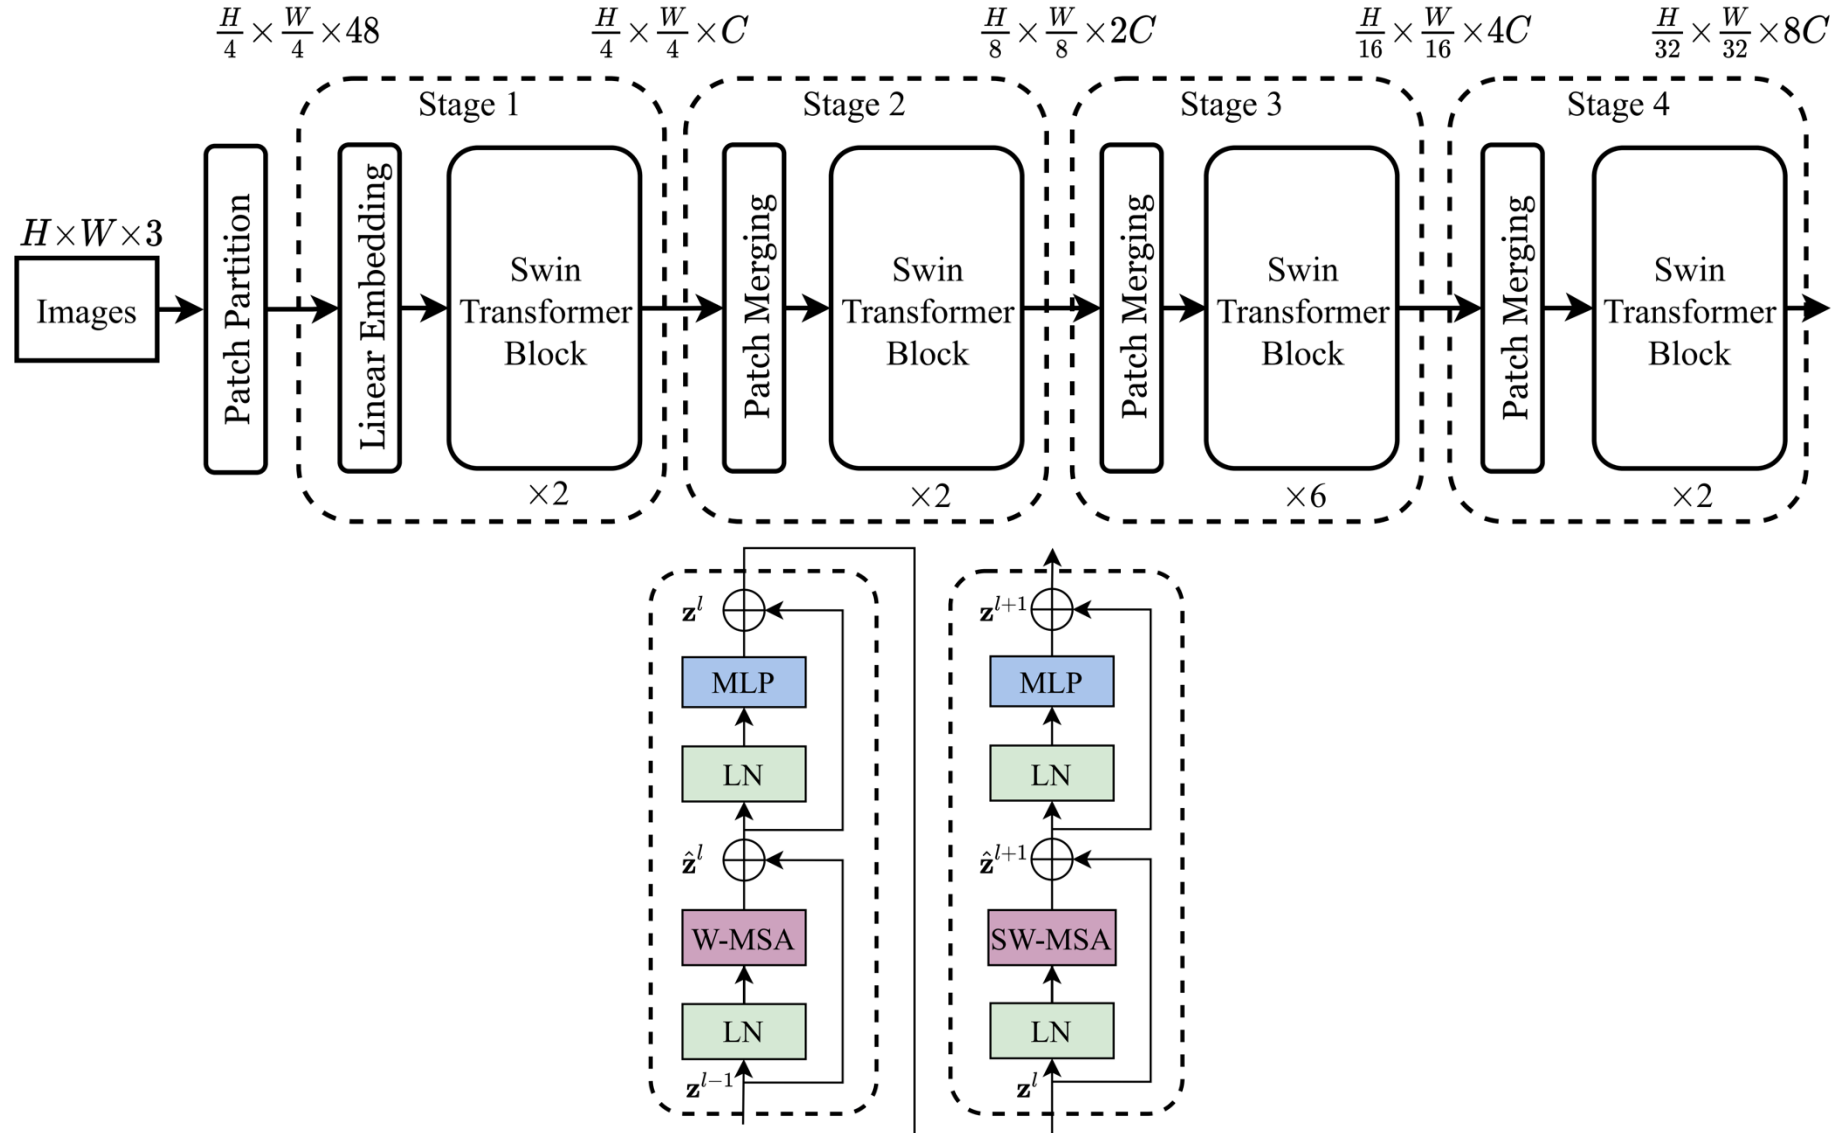 H/4 × W/4 × 48
H/4 × W/4 × C
H/8 × W/8 × 2C
H/16 × W/16 × 4C
H/32 × W/32 × 8C
H×W×3
Images
Patch Partition
Stage 1
Linear Embedding
Swin
Transformer
Block
×2
Stage 2
Patch Merging
Swin
Transformer
Block
×2
Stage 3
Patch Merging
Swin
Transformer
Block
×6
Stage 4
Patch Merging
Swin
Transformer
Block
×2
z^l
MLP
LN
ẑ^l
W-MSA
LN
z^{l−1}
z^{l+1}
MLP
LN
ẑ^{l+1}
SW-MSA
LN
z^l